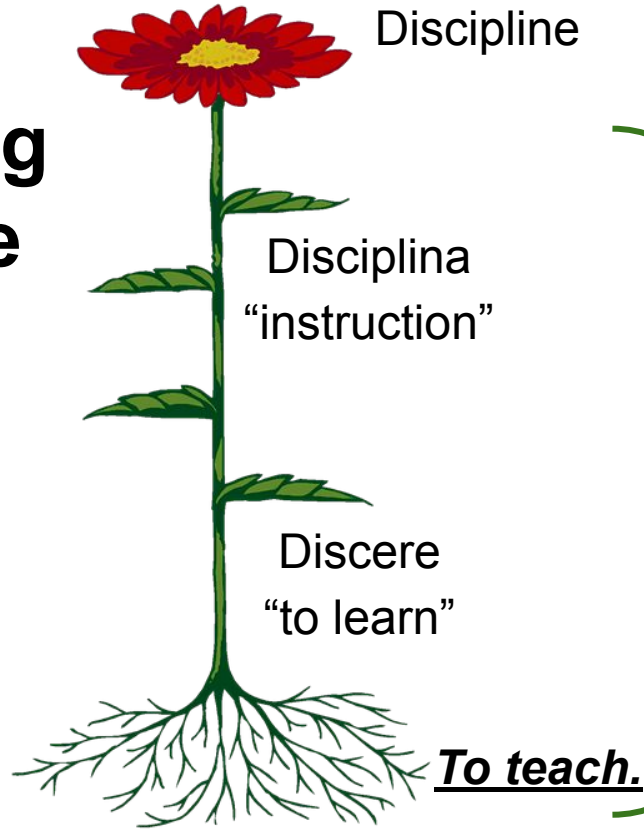 Discipline
g
e
Disciplina
“instruction”
Discere
“to learn”
To teach.